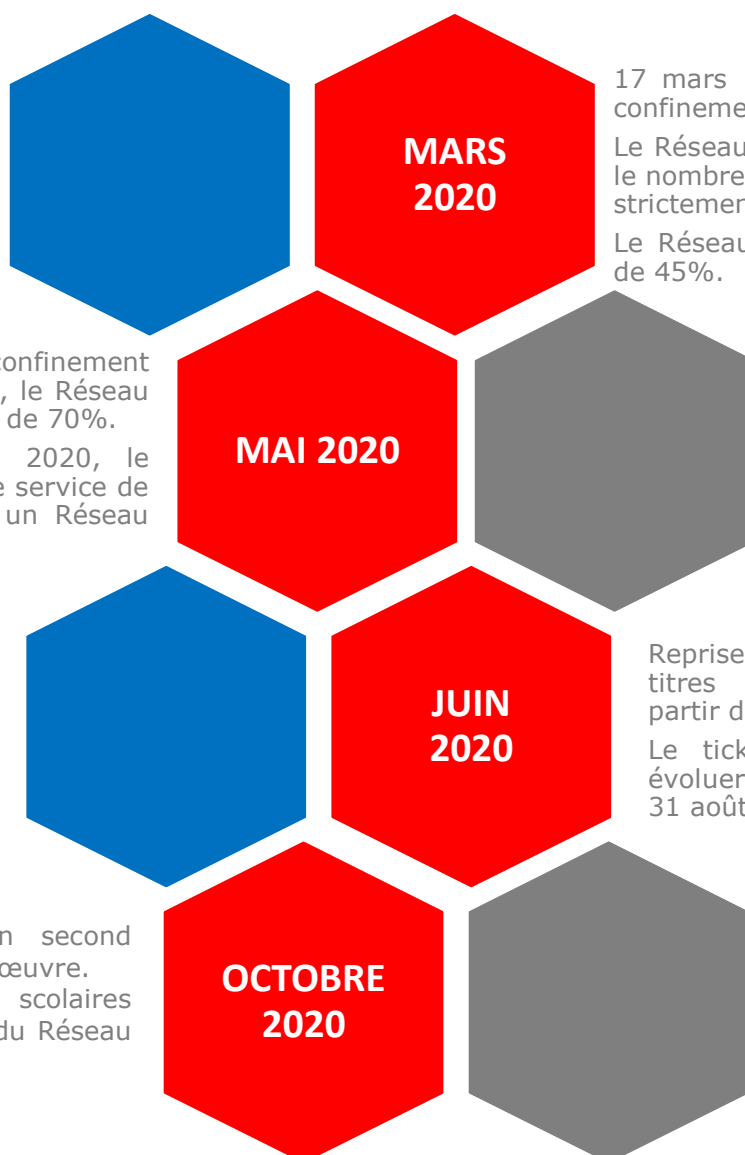 MARS
2020
17 mars
confineme
Le Réseau
le nombre
strictemen
Le Réseau
de 45%.
confinement
, le Réseau
de 70%.
2020, le
e service de
un Réseau
MAI 2020
JUIN
2020
Reprise
titres
partir d
Le tick
évoluer
31 août
n second
œuvre.
scolaires
du Réseau
OCTOBRE
2020